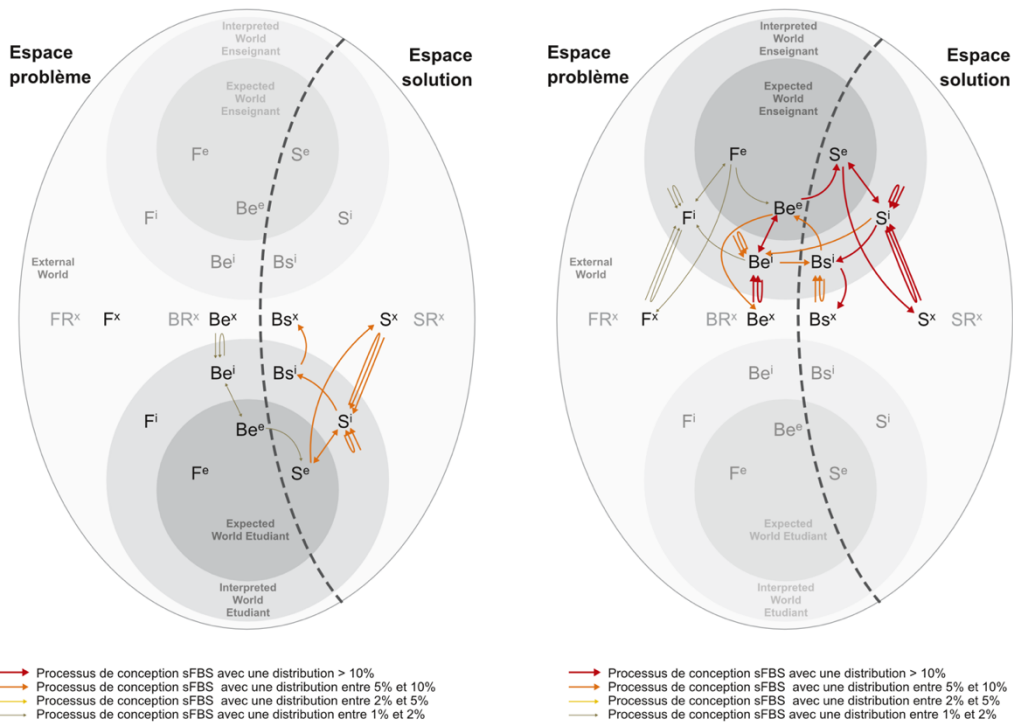 Interpreted
World
Enseignant
Espace
problème
Espace
solution
Expected
World
Enseignant
Fᵉ
Sᵉ
Beᵉ
Fⁱ
Sⁱ
Beⁱ
Bsⁱ
External
World
FRˣ
Fˣ
BRˣ
Beˣ
Bsˣ
Sˣ
SRˣ
Beⁱ
Bsⁱ
Fⁱ
Sⁱ
Beᵉ
Fᵉ
Sᵉ
Expected
World Etudiant
Interpreted
World
Etudiant
Processus de conception sFBS avec une distribution > 10%
Processus de conception sFBS avec une distribution entre 5% et 10%
Processus de conception sFBS avec une distribution entre 2% et 5%
Processus de conception sFBS avec une distribution entre 1% et 2%
Interpreted
World
Enseignant
Espace
problème
Espace
solution
Expected
World
Enseignant
Fᵉ
Sᵉ
Beᵉ
Fⁱ
Sⁱ
Beⁱ
Bsⁱ
External
World
FRˣ
Fˣ
BRˣ
Beˣ
Bsˣ
Sˣ
SRˣ
Beⁱ
Bsⁱ
Fⁱ
Sⁱ
Beᵉ
Fᵉ
Sᵉ
Expected
World Etudiant
Interpreted
World
Etudiant
Processus de conception sFBS avec une distribution > 10%
Processus de conception sFBS avec une distribution entre 5% et 10%
Processus de conception sFBS avec une distribution entre 2% et 5%
Processus de conception sFBS avec une distribution entre 1% et 2%